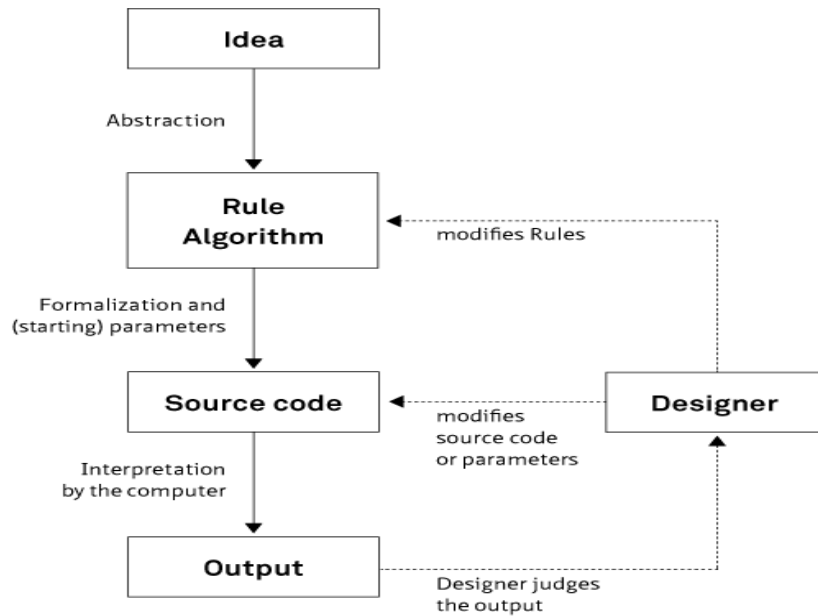 Idea
Abstraction
Rule
Algorithm
modifies Rules
Formalization and
(starting) parameters
Source code
Designer
modifies
source code
or parameters
Interpretation
by the computer
Output
Designer judges
the output